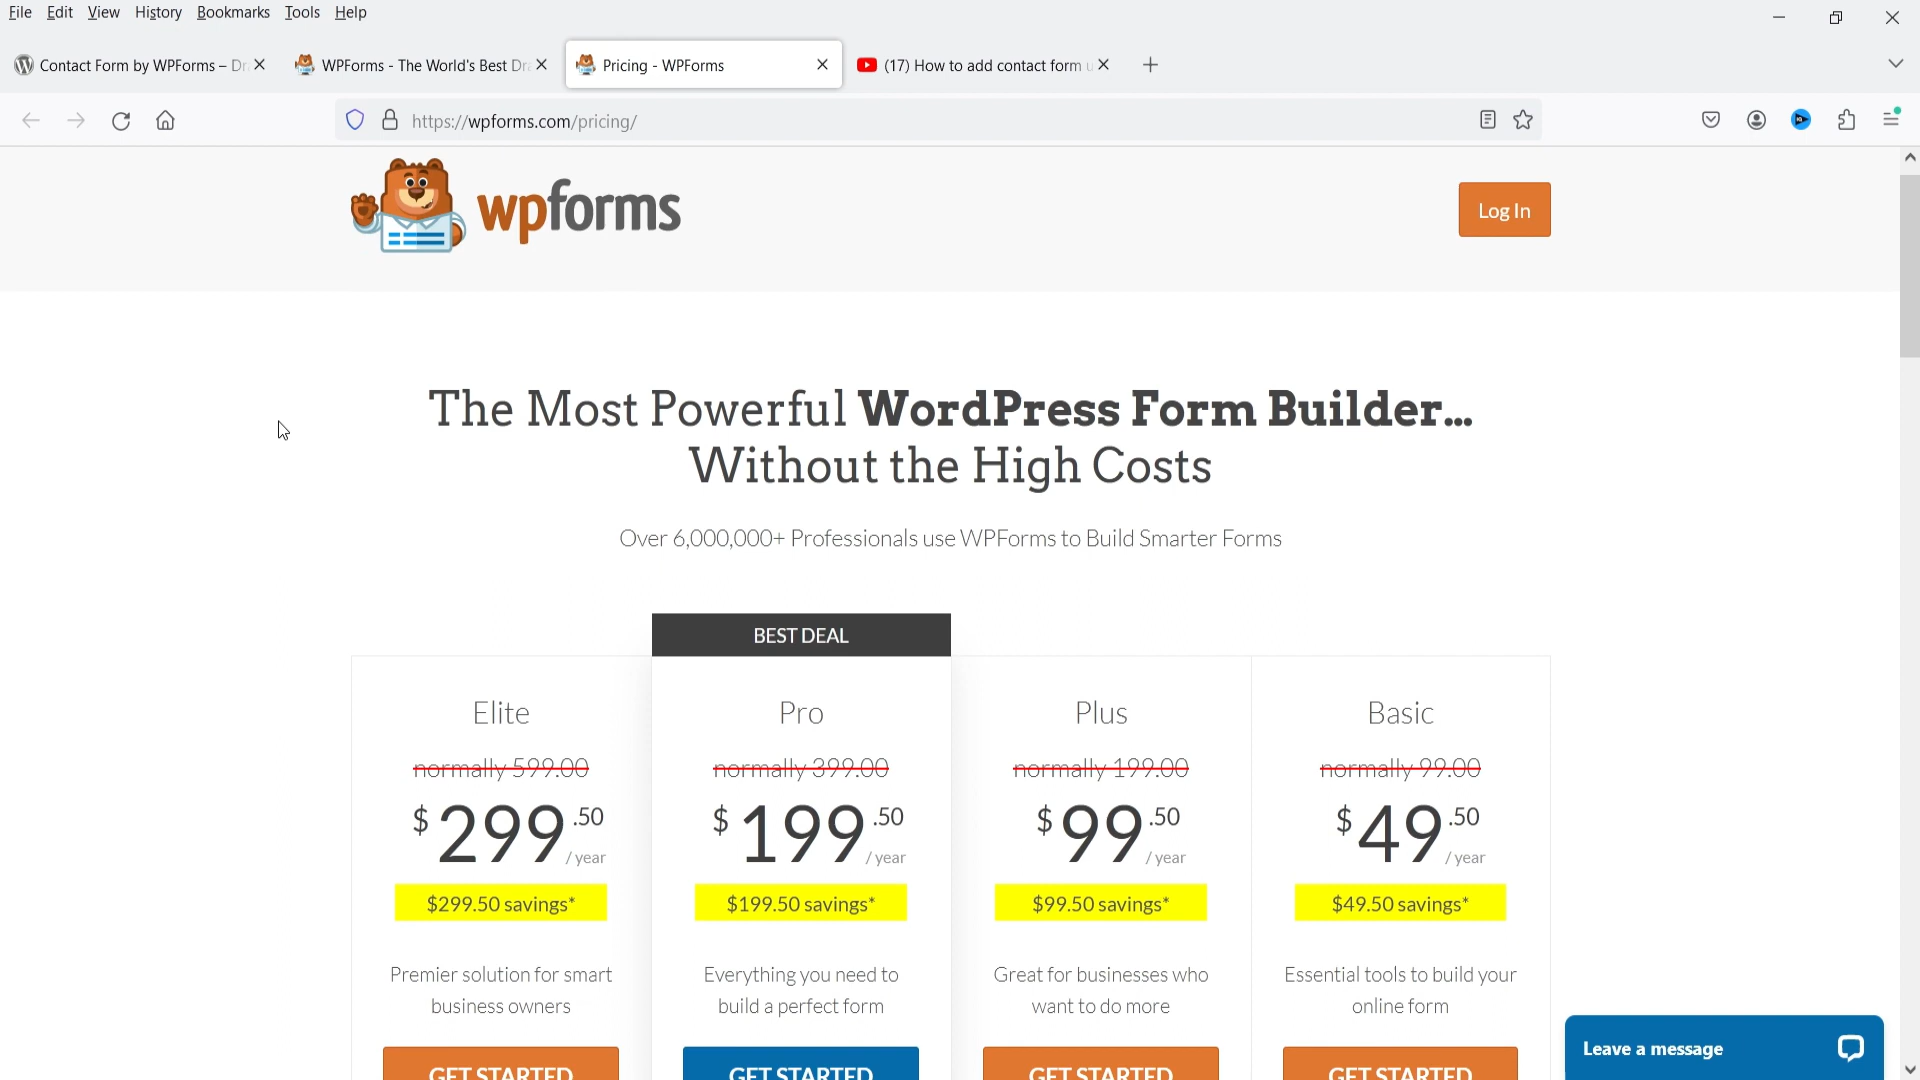 File Edit View History Bookmarks Tools Help
Contact Form by WPForms – Dr
WPForms - The World's Best Dr
Pricing - WPForms
(17) How to add contact form u
https://wpforms.com/pricing/
wpforms
Log In
The Most Powerful WordPress Form Builder...
Without the High Costs
Over 6,000,000+ Professionals use WPForms to Build Smarter Forms
BEST DEAL
Elite
normally 599.00
$299.50 / year
$299.50 savings*
Premier solution for smart
business owners
GET STARTED
Pro
normally 399.00
$199.50 / year
$199.50 savings*
Everything you need to
build a perfect form
GET STARTED
Plus
normally 199.00
$99.50 / year
$99.50 savings*
Great for businesses who
want to do more
GET STARTED
Basic
normally 99.00
$49.50 / year
$49.50 savings*
Essential tools to build your
online form
GET STARTED
Leave a message